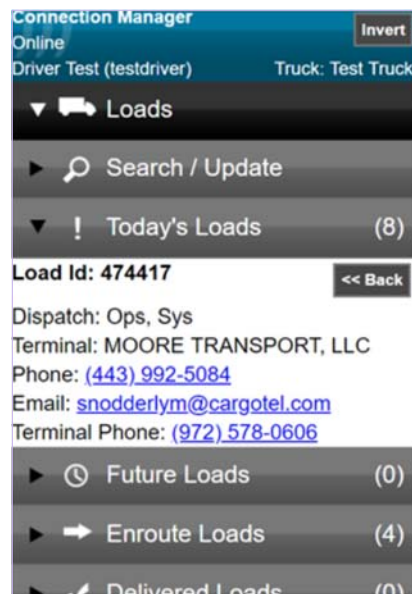 Connection Manager
Invert
Online
Driver Test (testdriver) Truck: Test Truck
Loads
Search / Update
! Today's Loads (8)
Load Id: 474417
<< Back
Dispatch: Ops, Sys
Terminal: MOORE TRANSPORT, LLC
Phone: (443) 992-5084
Email: snodderlym@cargotel.com
Terminal Phone: (972) 578-0606
Future Loads (0)
Enroute Loads (4)
Delivered Loads (0)